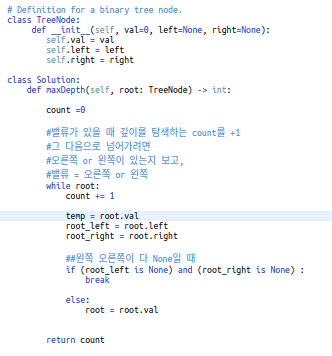 # Definition for a binary tree node.
class TreeNode:
    def __init__(self, val=0, left=None, right=None):
        self.val = val
        self.left = left
        self.right = right

class Solution:
    def maxDepth(self, root: TreeNode) -> int:

        count =0

        #밸류가 있을 때 깊이를 탐색하는 count를 +1
        #그 다음으로 넘어가려면
        #오른쪽 or 왼쪽이 있는지 보고,
        #밸류 = 오른쪽 or 왼쪽
        while root:
            count += 1

            temp = root.val
            root_left = root.left
            root_right = root.right

            ##왼쪽 오른쪽이 다 None일 때
            if (root_left is None) and (root_right is None) :
                break

            else:
                root = root.val


        return count